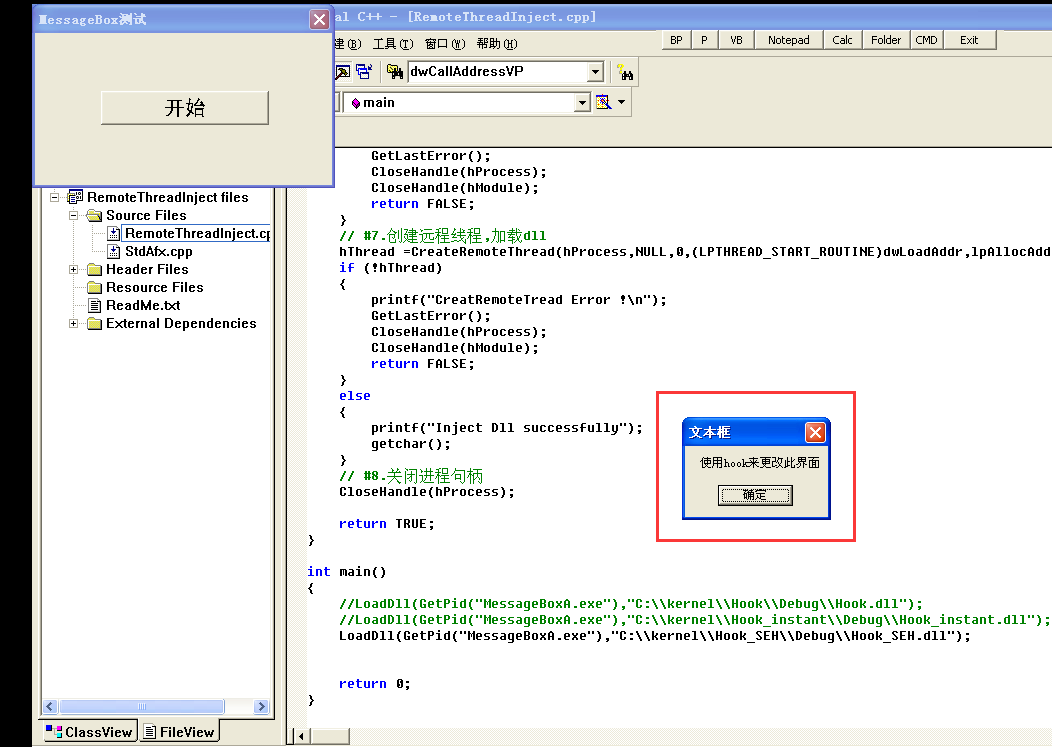 MessageBox测试
开始
al C++ - [RemoteThreadInject.cpp]
建(B) 工具(T) 窗口(W) 帮助(H)
BP P VB Notepad Calc Folder CMD Exit
dwCallAddressVP
main
RemoteThreadInject files
Source Files
RemoteThreadInject.cp
StdAfx.cpp
Header Files
Resource Files
ReadMe.txt
External Dependencies
ClassView FileView
GetLastError();
CloseHandle(hProcess);
CloseHandle(hModule);
return FALSE;
}
// #7.创建远程线程,加载dll
hThread =CreateRemoteThread(hProcess,NULL,0,(LPTHREAD_START_ROUTINE)dwLoadAddr,lpAllocAdd
if (!hThread)
{
printf("CreatRemoteTread Error !\n");
GetLastError();
CloseHandle(hProcess);
CloseHandle(hModule);
return FALSE;
}
else
{
printf("Inject Dll successfully");
getchar();
}
// #8.关闭进程句柄
CloseHandle(hProcess);
return TRUE;
}
int main()
{
//LoadDll(GetPid("MessageBoxA.exe"),"C:\\kernel\\Hook\\Debug\\Hook.dll");
//LoadDll(GetPid("MessageBoxA.exe"),"C:\\kernel\\Hook_instant\\Debug\\Hook_instant.dll");
LoadDll(GetPid("MessageBoxA.exe"),"C:\\kernel\\Hook_SEH\\Debug\\Hook_SEH.dll");
return 0;
}
文本框
使用hook来更改此界面
确定